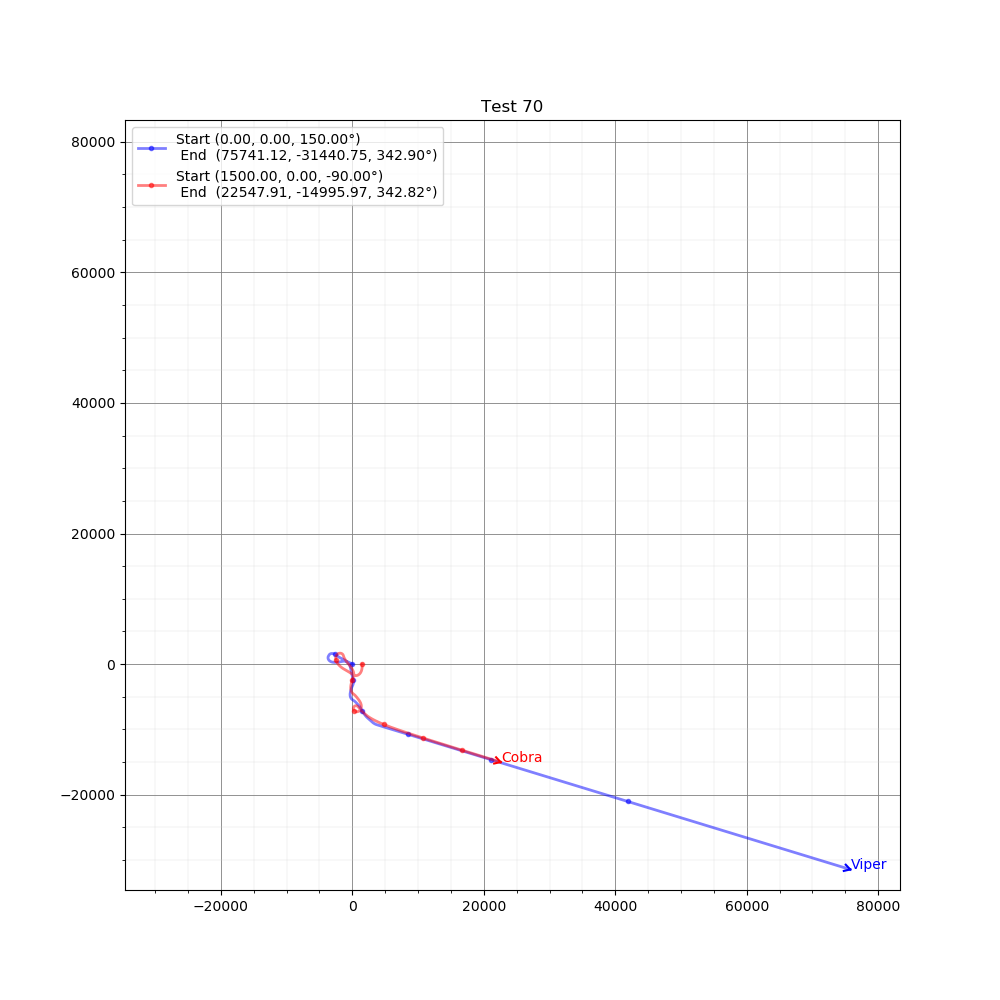 Test 70
Start (0.00, 0.00, 150.00°)
End (75741.12, -31440.75, 342.90°)
Start (1500.00, 0.00, -90.00°)
End (22547.91, -14995.97, 342.82°)
80000
60000
40000
20000
0
−20000
Cobra
Viper
−20000 0 20000 40000 60000 80000